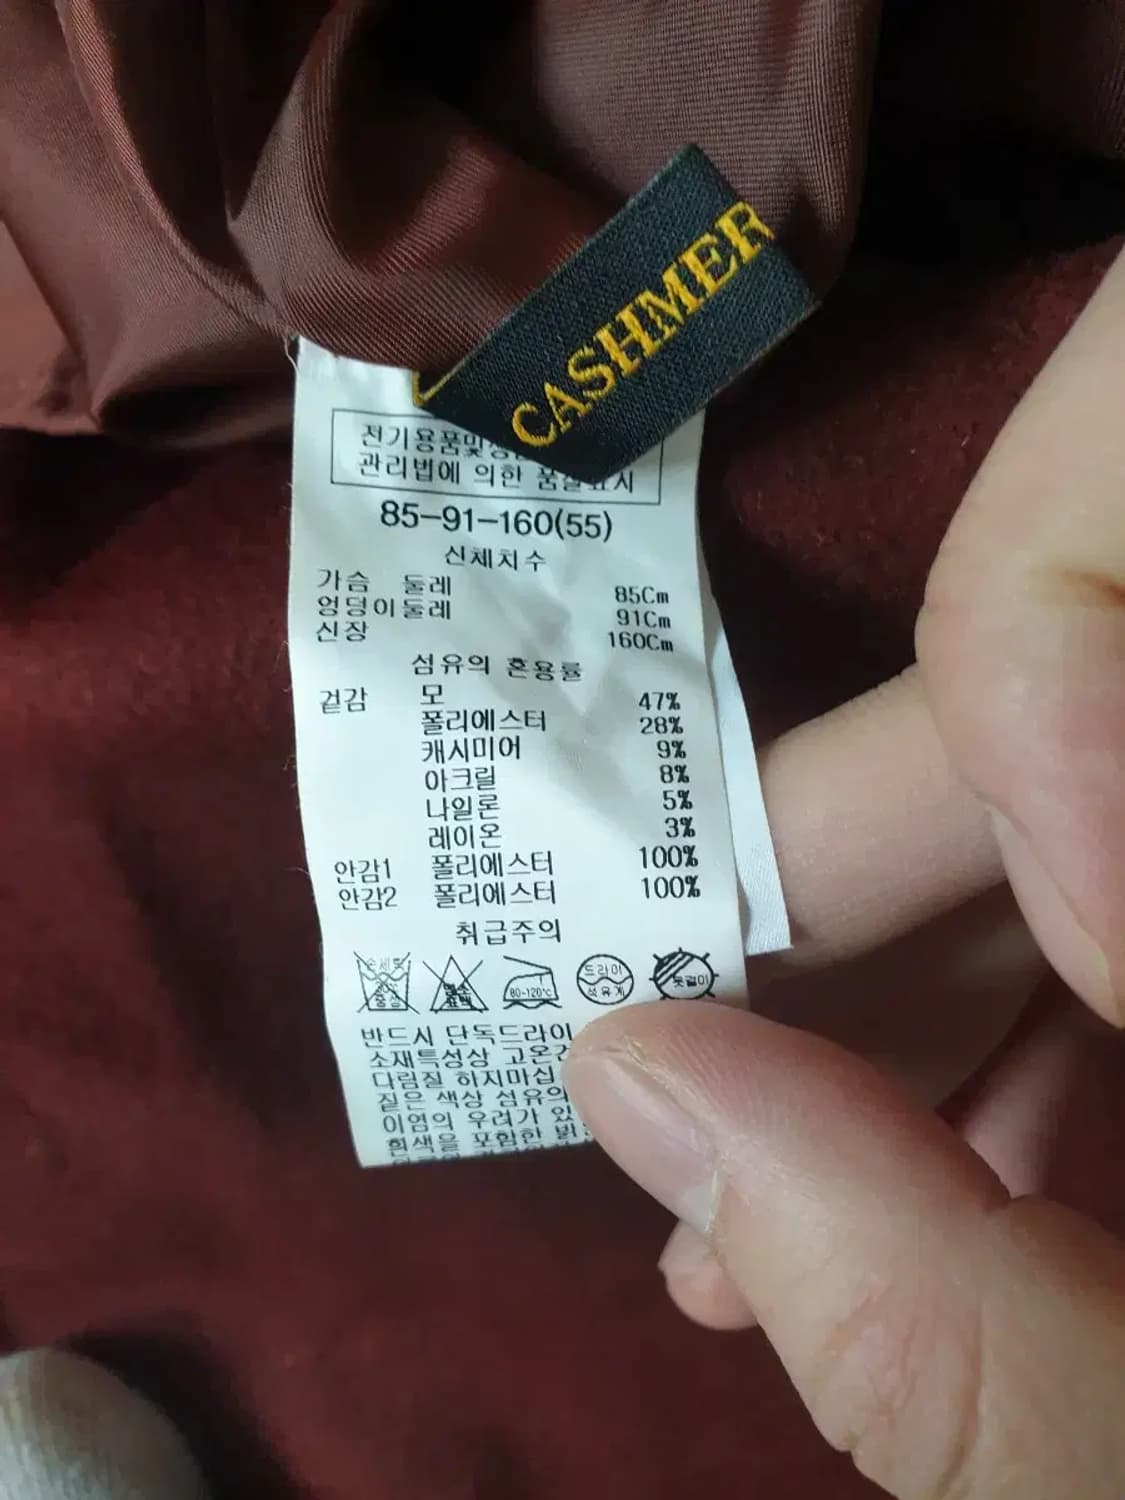 CASHMER
전기용품및생
관리법에 의한 품질표시
85-91-160(55)
신체치수
가슴 둘레 85Cm
엉덩이둘레 91Cm
신장 160Cm
섬유의 혼용률
겉감 모 47%
폴리에스터 28%
캐시미어 9%
아크릴 8%
나일론 5%
레이온 3%
안감1 폴리에스터 100%
안감2 폴리에스터 100%
취급주의
80-120℃ 드라이 옷걸이
석유계
반드시 단독드라이
소재특성상 고온
다림질 하지마십
짙은 색상 섬유의
이염의 우려가 있
흰색을 포함한